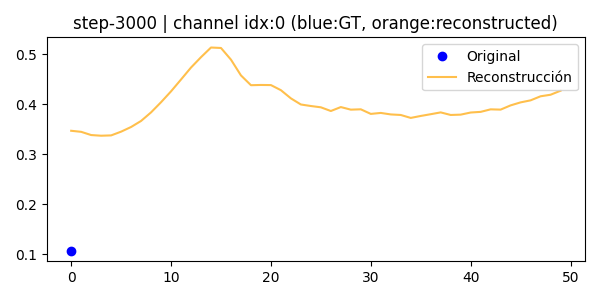 step-3000 | channel idx:0 (blue:GT, orange:reconstructed)
Original
Reconstrucción
0.5
0.4
0.3
0.2
0.1
0 10 20 30 40 50